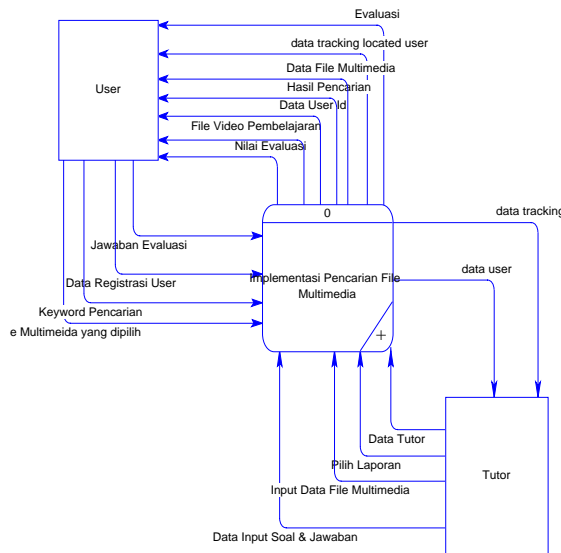 Evaluasi
data tracking located user
User
Data File Multimedia
Hasil Pencarian
Data User Id
File Video Pembelajaran
Nilai Evaluasi
0
data tracking
Jawaban Evaluasi
data user
Data Registrasi User
Implementasi Pencarian File
Multimedia
Keyword Pencarian
e Multimeida yang dipilih
+
Data Tutor
Pilih Laporan
Tutor
Input Data File Multimedia
Data Input Soal & Jawaban